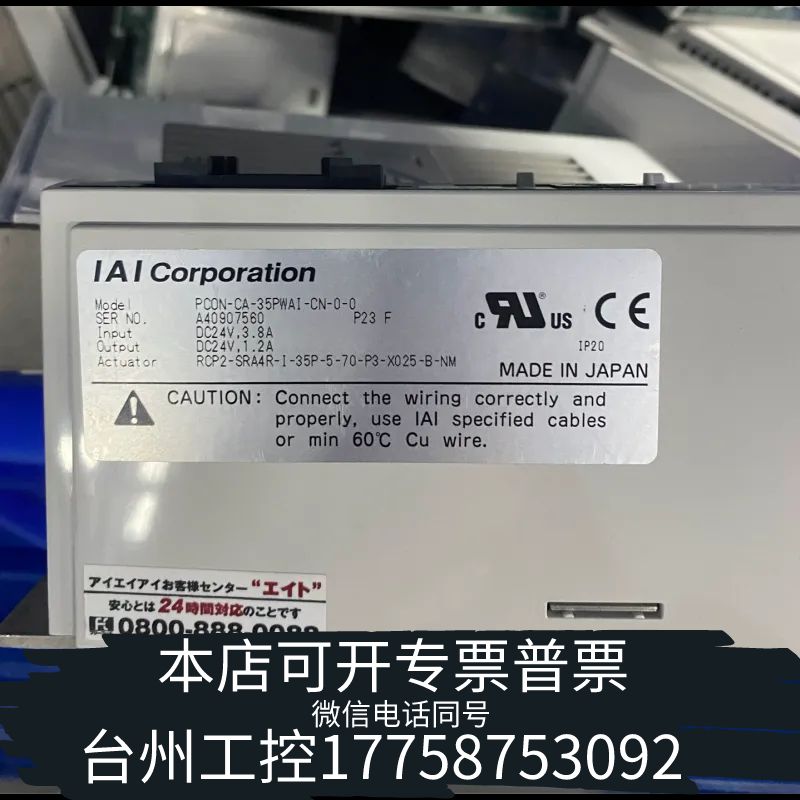 IAI Corporation
Model PCON-CA-35PWAI-CN-0-0
SER NO. A40907560 P23 F
Input DC24V,3.8A
Output DC24V,1.2A
Actuator RCP2-SRA4R-I-35P-5-70-P3-X025-B-NM
c RU US CE
IP20
MADE IN JAPAN
CAUTION: Connect the wiring correctly and
properly, use IAI specified cables
or min 60℃ Cu wire.
アイエイアイお客様センター "エイト"
安心とは24時間対応のことです
0800-888-0088
本店可开专票普票
微信电话同号
台州工控17758753092